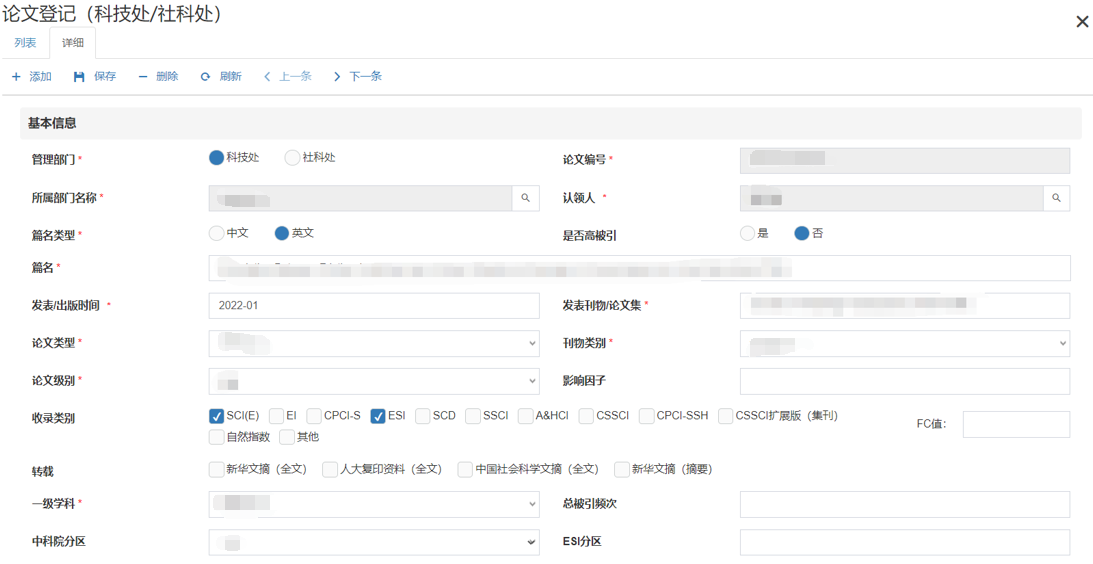 论文登记（科技处/社科处）
列表 详细
添加 保存 删除 刷新 上一条 下一条
基本信息
管理部门* 科技处 社科处 论文编号*
所属部门名称* 认领人 *
篇名类型* 中文 英文 是否高被引 是 否
篇名*
发表/出版时间 * 2022-01 发表刊物/论文集*
论文类型* 刊物类别*
论文级别* 影响因子
收录类别 SCI(E) EI CPCI-S ESI SCD SSCI A&HCI CSSCI CPCI-SSH CSSCI扩展版（集刊） FC值：
自然指数 其他
转载 新华文摘（全文） 人大复印资料（全文） 中国社会科学文摘（全文） 新华文摘（摘要）
一级学科* 总被引频次
中科院分区 ESI分区